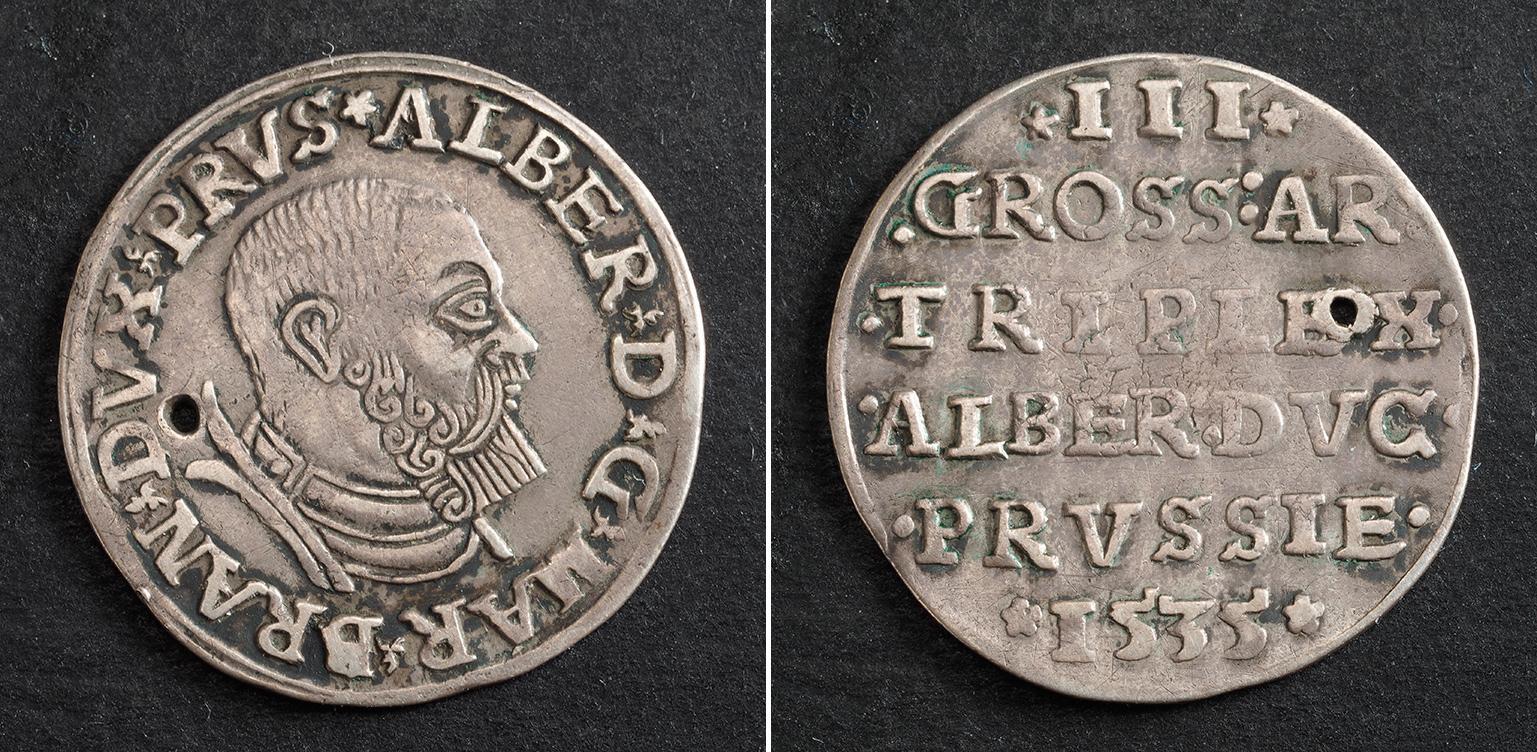 *ALBER*D*G*MAR*BRAN*DVX*PRVS
*III*
.GROSS:AR
·TRIPLEX·
·ALBER·DVC·
·PRVSSIE·
*1535*